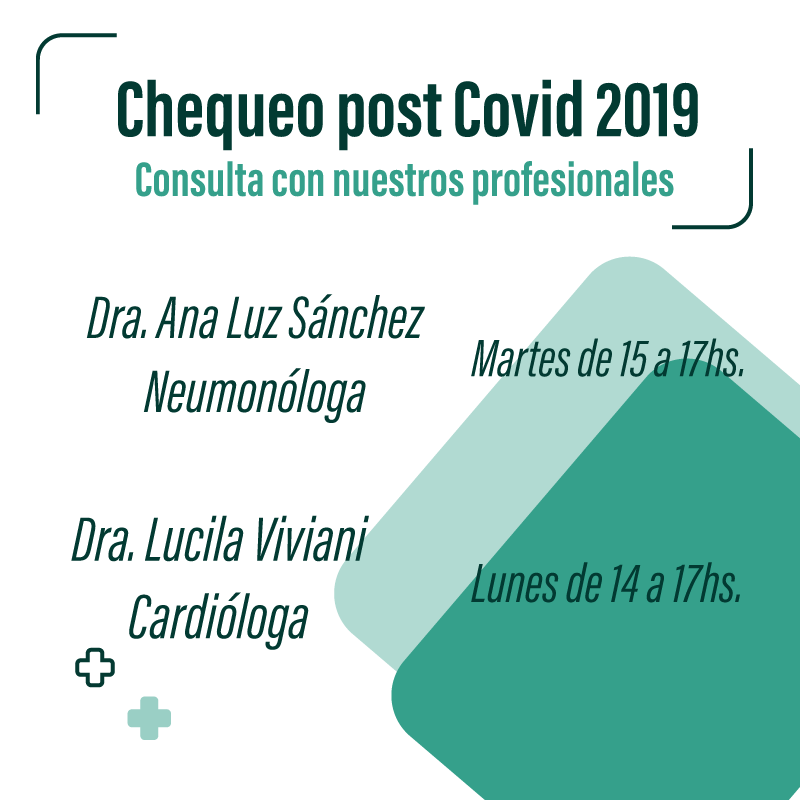 Chequeo post Covid 2019
Consulta con nuestros profesionales
Dra. Ana Luz Sánchez
Neumonóloga
Martes de 15 a 17hs.
Dra. Lucila Viviani
Cardióloga
Lunes de 14 a 17hs.